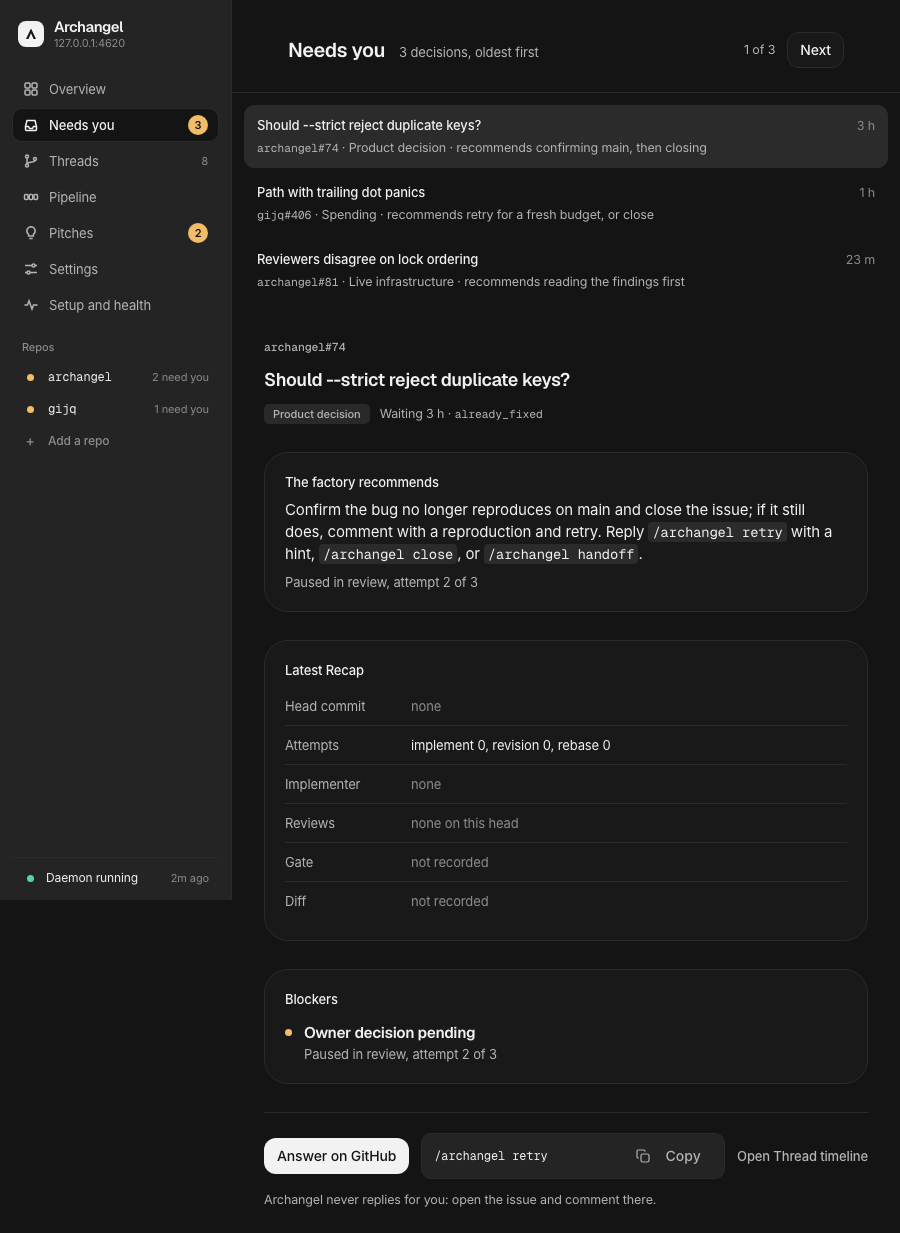 Archangel
127.0.0.1:4620
Overview
Needs you 3
Threads 8
Pipeline
Pitches 2
Settings
Setup and health
Repos
archangel 2 need you
gijq 1 need you
+ Add a repo
Daemon running 2m ago
Needs you 3 decisions, oldest first 1 of 3 Next
Should --strict reject duplicate keys? 3 h
archangel#74 · Product decision · recommends confirming main, then closing
Path with trailing dot panics 1 h
gijq#406 · Spending · recommends retry for a fresh budget, or close
Reviewers disagree on lock ordering 23 m
archangel#81 · Live infrastructure · recommends reading the findings first
archangel#74
Should --strict reject duplicate keys?
Product decision Waiting 3 h · already_fixed
The factory recommends
Confirm the bug no longer reproduces on main and close the issue; if it still
does, comment with a reproduction and retry. Reply /archangel retry with a
hint, /archangel close, or /archangel handoff.
Paused in review, attempt 2 of 3
Latest Recap
Head commit none
Attempts implement 0, revision 0, rebase 0
Implementer none
Reviews none on this head
Gate not recorded
Diff not recorded
Blockers
Owner decision pending
Paused in review, attempt 2 of 3
Answer on GitHub /archangel retry Copy Open Thread timeline
Archangel never replies for you: open the issue and comment there.